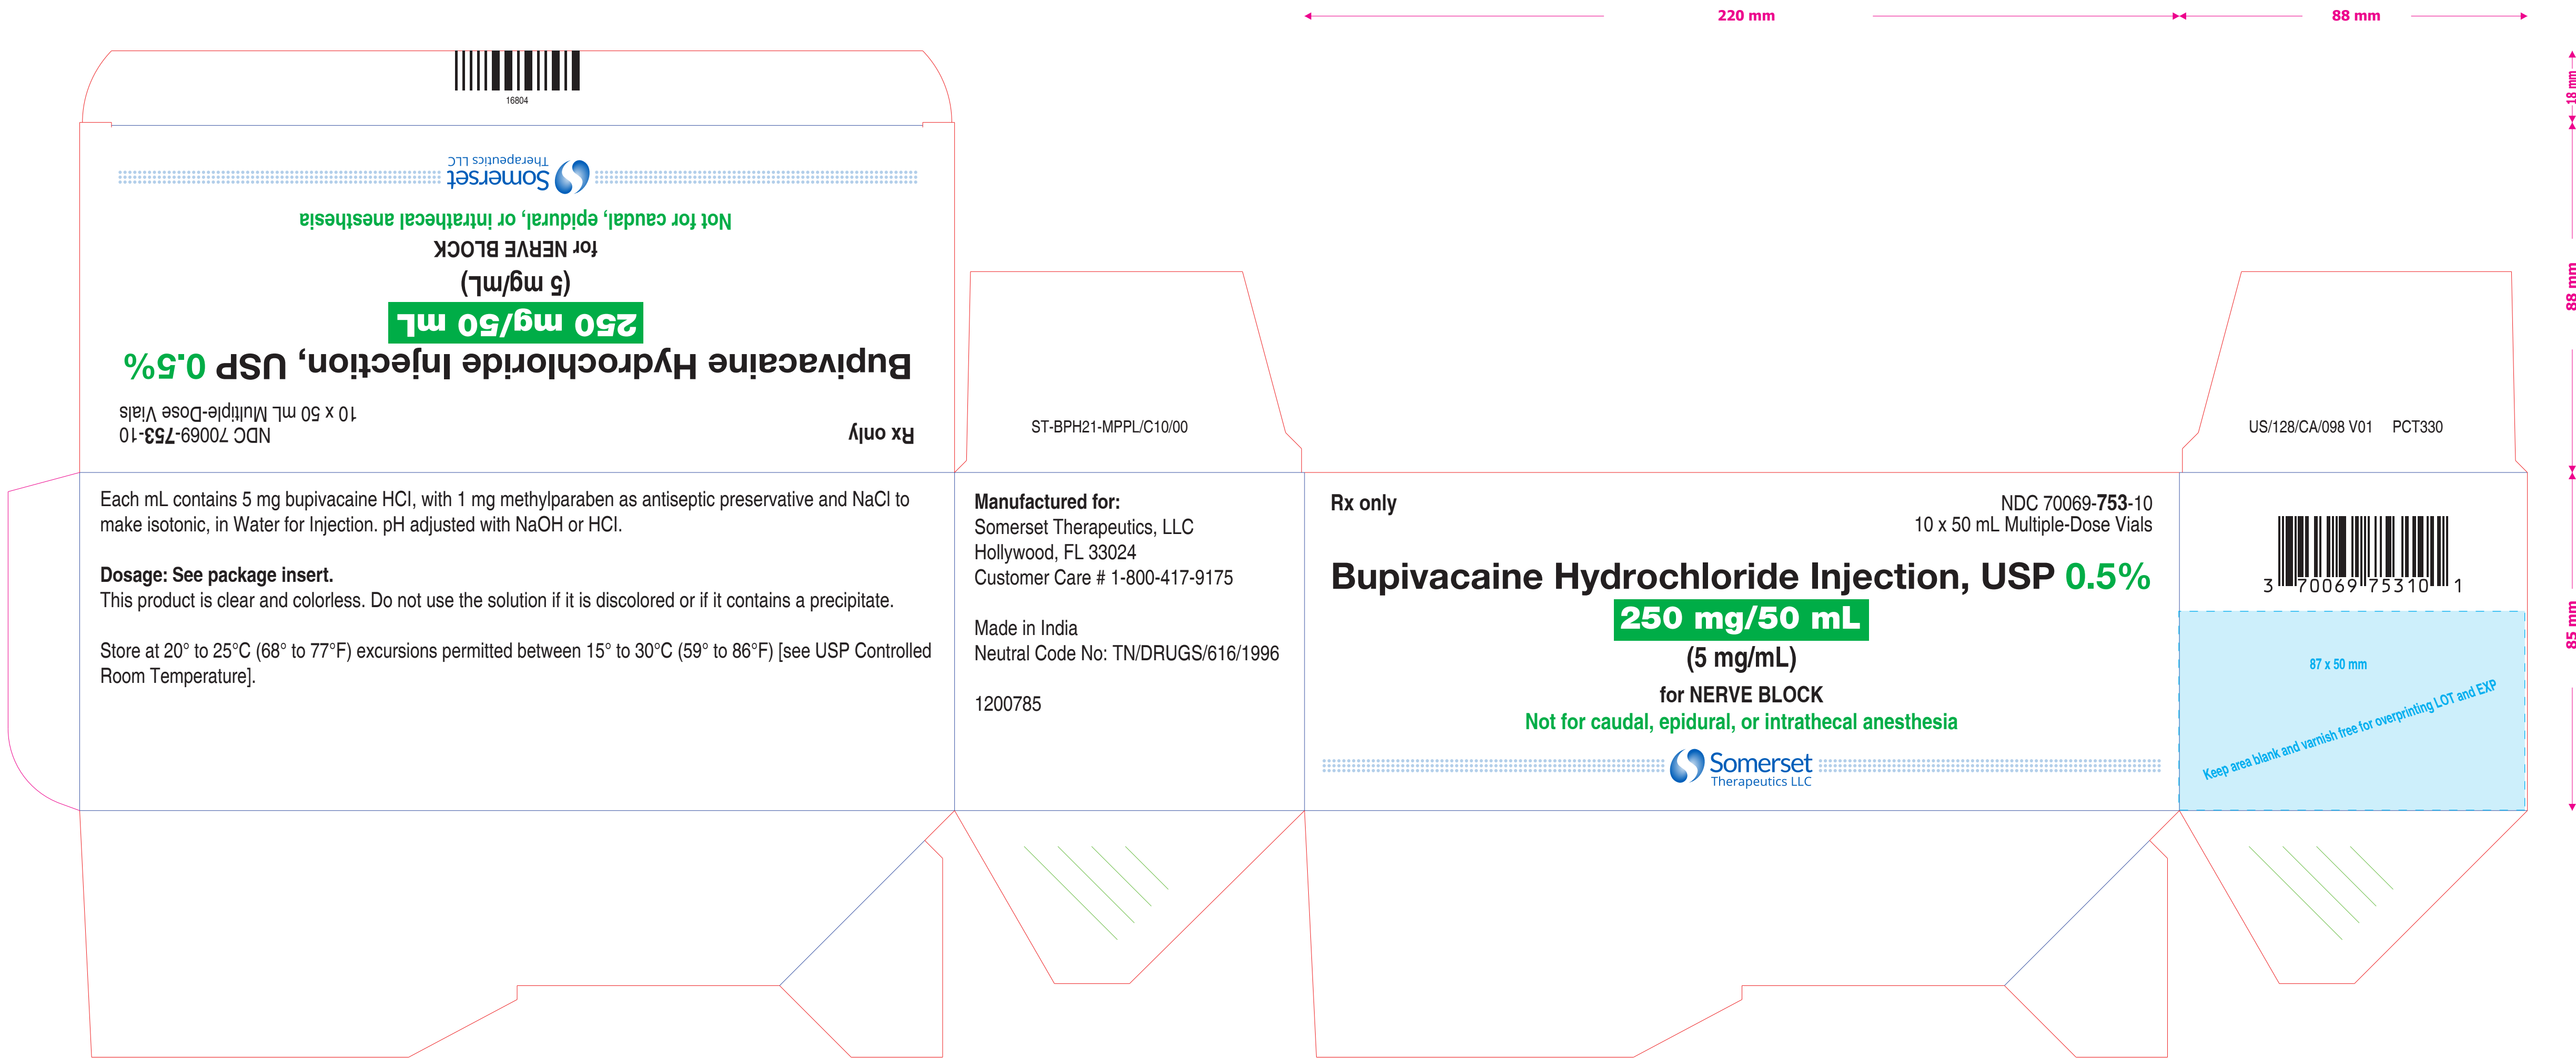 220 mm
88 mm
18 mm
88 mm
85 mm
16804
Somerset
Therapeutics LLC
Not for caudal, epidural, or intrathecal anesthesia
for NERVE BLOCK
(5 mg/mL)
250 mg/50 mL
Bupivacaine Hydrochloride Injection, USP 0.5%
10 x 50 mL Multiple-Dose Vials
NDC 70069-753-10
Rx only
ST-BPH21-MPPL/C10/00
US/128/CA/098 V01 PCT330
Each mL contains 5 mg bupivacaine HCl, with 1 mg methylparaben as antiseptic preservative and NaCl to
make isotonic, in Water for Injection. pH adjusted with NaOH or HCl.
Dosage: See package insert.
This product is clear and colorless. Do not use the solution if it is discolored or if it contains a precipitate.
Store at 20° to 25°C (68° to 77°F) excursions permitted between 15° to 30°C (59° to 86°F) [see USP Controlled
Room Temperature].
Manufactured for:
Somerset Therapeutics, LLC
Hollywood, FL 33024
Customer Care # 1-800-417-9175
Made in India
Neutral Code No: TN/DRUGS/616/1996
1200785
Rx only
NDC 70069-753-10
10 x 50 mL Multiple-Dose Vials
Bupivacaine Hydrochloride Injection, USP 0.5%
250 mg/50 mL
(5 mg/mL)
for NERVE BLOCK
Not for caudal, epidural, or intrathecal anesthesia
Somerset
Therapeutics LLC
3 70069 75310 1
87 x 50 mm
Keep area blank and varnish free for overprinting LOT and EXP